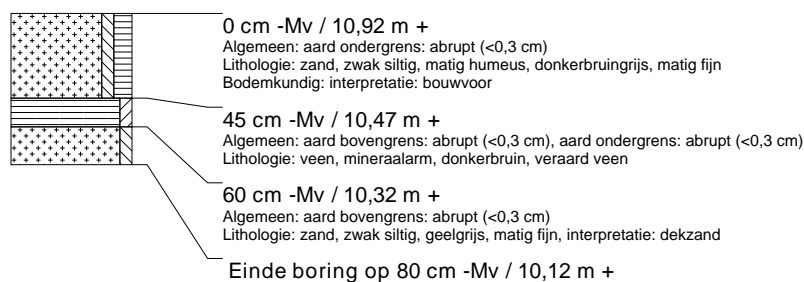 0 cm -Mv / 10,92 m +
Algemeen: aard ondergrens: abrupt (<0,3 cm)
Lithologie: zand, zwak siltig, matig humeus, donkerbruingrijs, matig fijn
Bodemkundig: interpretatie: bouwvoor
45 cm -Mv / 10,47 m +
Algemeen: aard bovengrens: abrupt (<0,3 cm), aard ondergrens: abrupt (<0,3 cm)
Lithologie: veen, mineraalarm, donkerbruin, veraard veen
60 cm -Mv / 10,32 m +
Algemeen: aard bovengrens: abrupt (<0,3 cm)
Lithologie: zand, zwak siltig, geelgrijs, matig fijn, interpretatie: dekzand
Einde boring op 80 cm -Mv / 10,12 m +